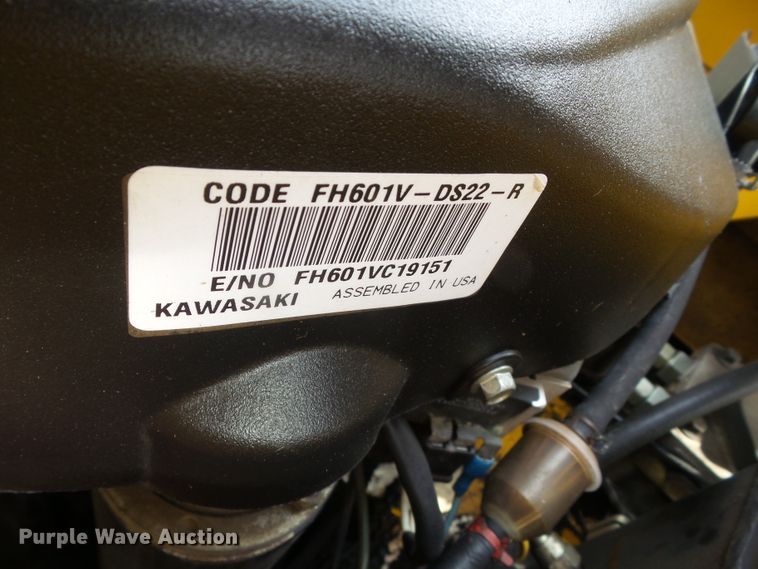 CODE FH601V-DS22-R
E/NO FH601VC19151
KAWASAKI ASSEMBLED IN USA
Purple Wave Auction